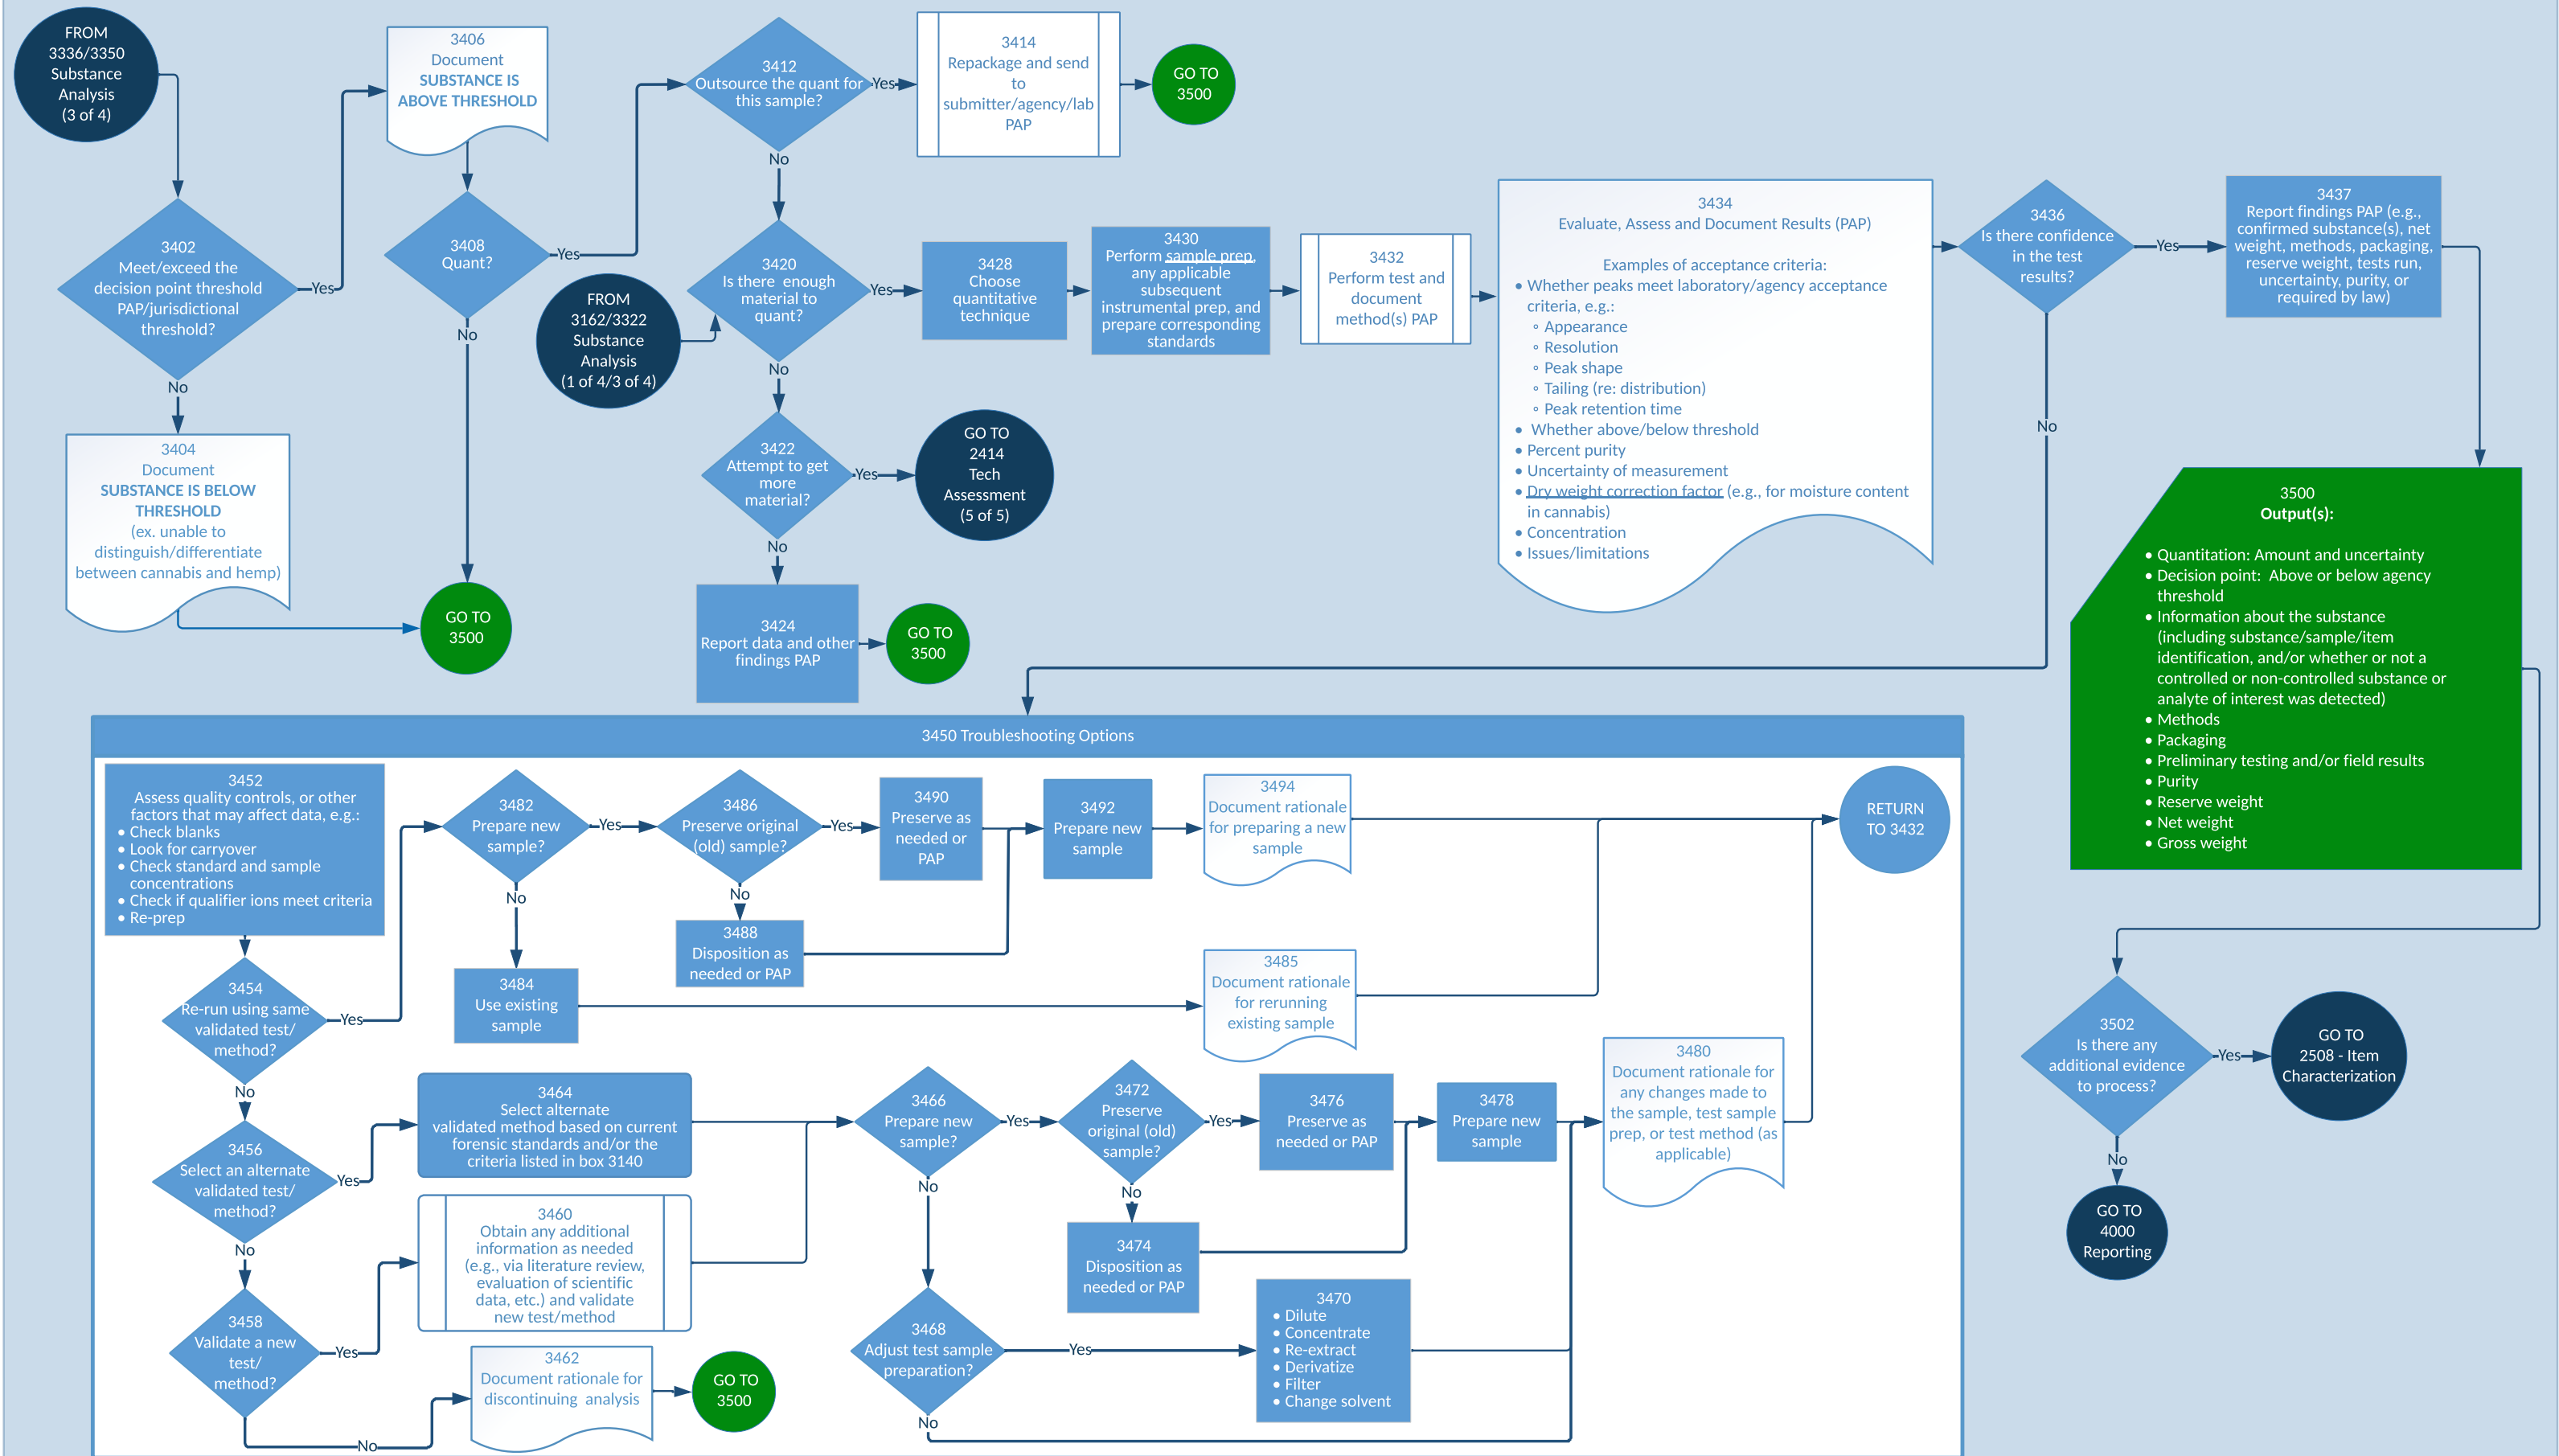 FROM
3336/3350
Substance
Analysis
(3 of 4)
3402
Meet/exceed the
decision point threshold
PAP/jurisdictional
threshold?
Yes
No
3404
Document
SUBSTANCE IS BELOW
THRESHOLD
(ex. unable to
distinguish/differentiate
between cannabis and hemp)
3406
Document
SUBSTANCE IS
ABOVE THRESHOLD
3408
Quant?
Yes
No
GO TO
3500
3412
Outsource the quant for
this sample?
Yes
No
3414
Repackage and send
to
submitter/agency/lab
PAP
GO TO
3500
FROM
3162/3322
Substance
Analysis
(1 of 4/3 of 4)
3420
Is there enough
material to
quant?
Yes
No
3422
Attempt to get
more
material?
Yes
No
GO TO
2414
Tech
Assessment
(5 of 5)
3424
Report data and other
findings PAP
GO TO
3500
3428
Choose
quantitative
technique
3430
Perform sample prep,
any applicable
subsequent
instrumental prep, and
prepare corresponding
standards
3432
Perform test and
document
method(s) PAP
3434
Evaluate, Assess and Document Results (PAP)
Examples of acceptance criteria:
• Whether peaks meet laboratory/agency acceptance
criteria, e.g.:
◦ Appearance
◦ Resolution
◦ Peak shape
◦ Tailing (re: distribution)
◦ Peak retention time
• Whether above/below threshold
• Percent purity
• Uncertainty of measurement
• Dry weight correction factor (e.g., for moisture content
in cannabis)
• Concentration
• Issues/limitations
3436
Is there confidence
in the test
results?
Yes
No
3437
Report findings PAP (e.g.,
confirmed substance(s), net
weight, methods, packaging,
reserve weight, tests run,
uncertainty, purity, or
required by law)
3500
Output(s):
• Quantitation: Amount and uncertainty
• Decision point: Above or below agency
threshold
• Information about the substance
(including substance/sample/item
identification, and/or whether or not a
controlled or non-controlled substance or
analyte of interest was detected)
• Methods
• Packaging
• Preliminary testing and/or field results
• Purity
• Reserve weight
• Net weight
• Gross weight
3502
Is there any
additional evidence
to process?
Yes
No
GO TO
2508 - Item
Characterization
GO TO
4000
Reporting
3450 Troubleshooting Options
3452
Assess quality controls, or other
factors that may affect data, e.g.:
• Check blanks
• Look for carryover
• Check standard and sample
concentrations
• Check if qualifier ions meet criteria
• Re-prep
3454
Re-run using same
validated test/
method?
Yes
No
3456
Select an alternate
validated test/
method?
Yes
No
3458
Validate a new
test/
method?
Yes
No
3482
Prepare new
sample?
Yes
No
3484
Use existing
sample
3486
Preserve original
(old) sample?
Yes
No
3488
Disposition as
needed or PAP
3490
Preserve as
needed or
PAP
3492
Prepare new
sample
3494
Document rationale
for preparing a new
sample
RETURN
TO 3432
3485
Document rationale
for rerunning
existing sample
3464
Select alternate
validated method based on current
forensic standards and/or the
criteria listed in box 3140
3460
Obtain any additional
information as needed
(e.g., via literature review,
evaluation of scientific
data, etc.) and validate
new test/method
3462
Document rationale for
discontinuing analysis
GO TO
3500
3466
Prepare new
sample?
Yes
No
3468
Adjust test sample
preparation?
Yes
No
3472
Preserve
original (old)
sample?
Yes
No
3474
Disposition as
needed or PAP
3476
Preserve as
needed or PAP
3478
Prepare new
sample
3470
• Dilute
• Concentrate
• Re-extract
• Derivatize
• Filter
• Change solvent
3480
Document rationale for
any changes made to
the sample, test sample
prep, or test method (as
applicable)